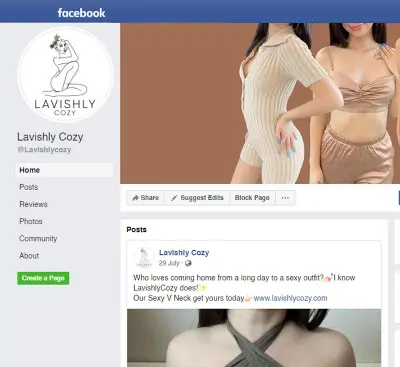 facebook
LAVISHLY
COZY
Lavishly Cozy
@Lavishlycozy
Home
Posts
Reviews
Photos
Community
About
Create a Page
Share
Suggest Edits
Block Page
Posts
Lavishly Cozy
29 July ·
Who loves coming home from a long day to a sexy outfit?💅I know
LavishlyCozy does!✨
Our Sexy V Neck get yours today👉 www.lavishlycozy.com